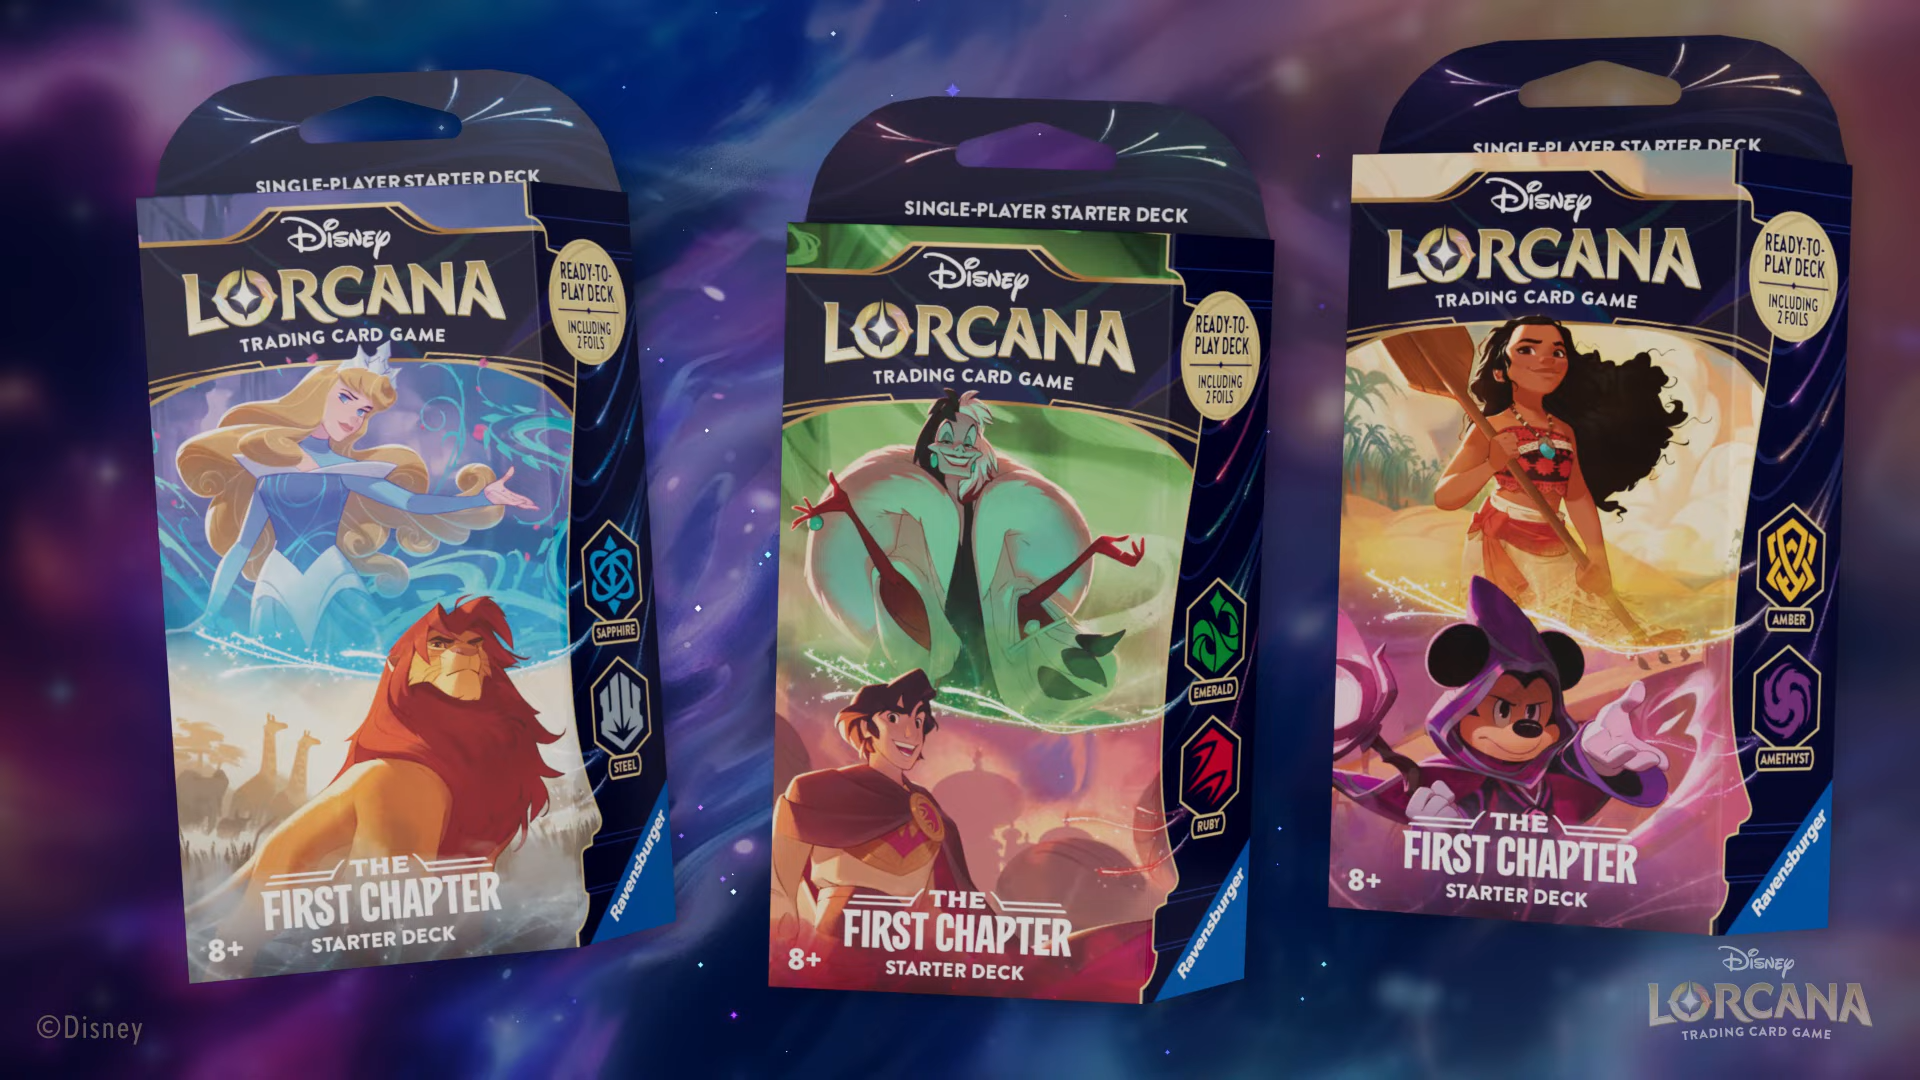 SINGLE-PLAYER STARTER DECK
Disney
LORCANA
TRADING CARD GAME
READY-TO-
PLAY DECK
INCLUDING
2 FOILS
SAPPHIRE
STEEL
THE
FIRST CHAPTER
STARTER DECK
8+
Ravensburger
SINGLE-PLAYER STARTER DECK
Disney
LORCANA
TRADING CARD GAME
READY-TO-
PLAY DECK
INCLUDING
2 FOILS
EMERALD
RUBY
THE
FIRST CHAPTER
STARTER DECK
8+
Ravensburger
SINGLE-PLAYER STARTER DECK
Disney
LORCANA
TRADING CARD GAME
READY-TO-
PLAY DECK
INCLUDING
2 FOILS
AMBER
AMETHYST
THE
FIRST CHAPTER
STARTER DECK
8+
Ravensburger
©Disney
Disney
LORCANA
TRADING CARD GAME